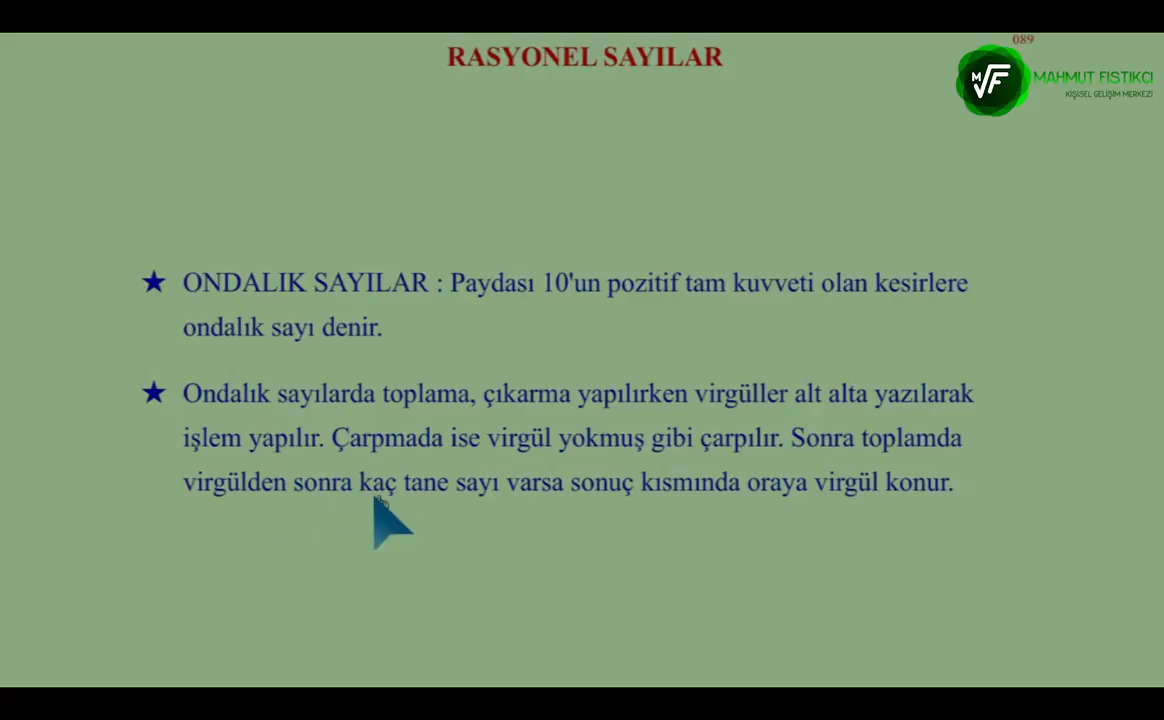 089
RASYONEL SAYILAR
MVF
MAHMUT FISTIKCI
KİŞİSEL GELİŞİM MERKEZİ
★ ONDALIK SAYILAR : Paydası 10'un pozitif tam kuvveti olan kesirlere
ondalık sayı denir.
★ Ondalık sayılarda toplama, çıkarma yapılırken virgüller alt alta yazılarak
işlem yapılır. Çarpmada ise virgül yokmuş gibi çarpılır. Sonra toplamda
virgülden sonra kaç tane sayı varsa sonuç kısmında oraya virgül konur.